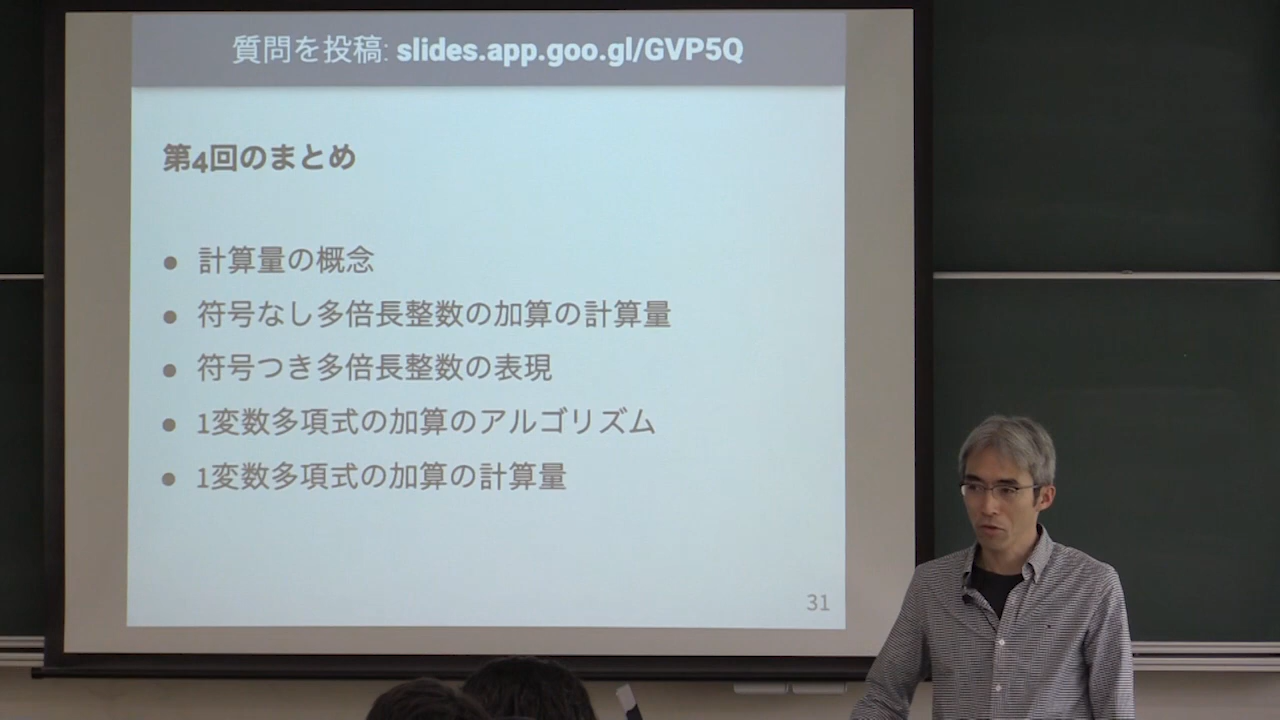 質問を投稿: slides.app.goo.gl/GVP5Q
第4回のまとめ
● 計算量の概念
● 符号なし多倍長整数の加算の計算量
● 符号つき多倍長整数の表現
● 1変数多項式の加算のアルゴリズム
● 1変数多項式の加算の計算量
31